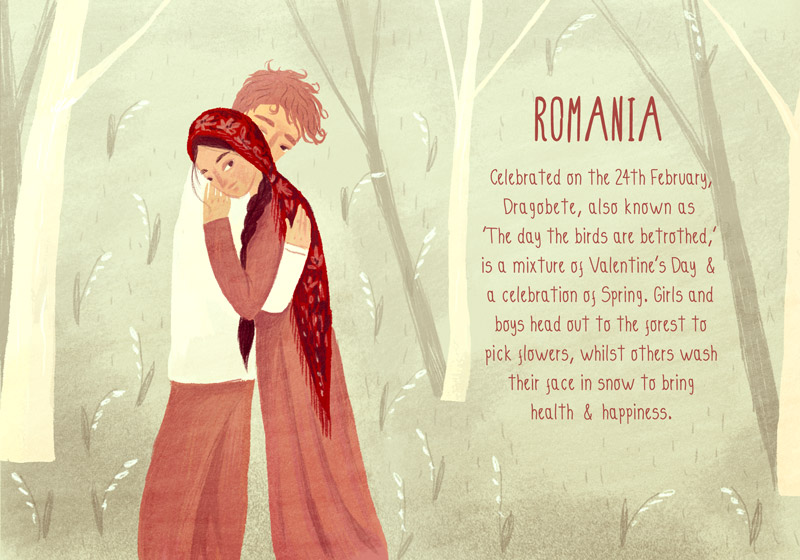 ROMANIA
Celebrated on the 24th February,
Dragobete, also known as
'The day the birds are betrothed,'
is a mixture of Valentine's Day &
a celebration of Spring. Girls and
boys head out to the forest to
pick flowers, whilst others wash
their face in snow to bring
health & happiness.